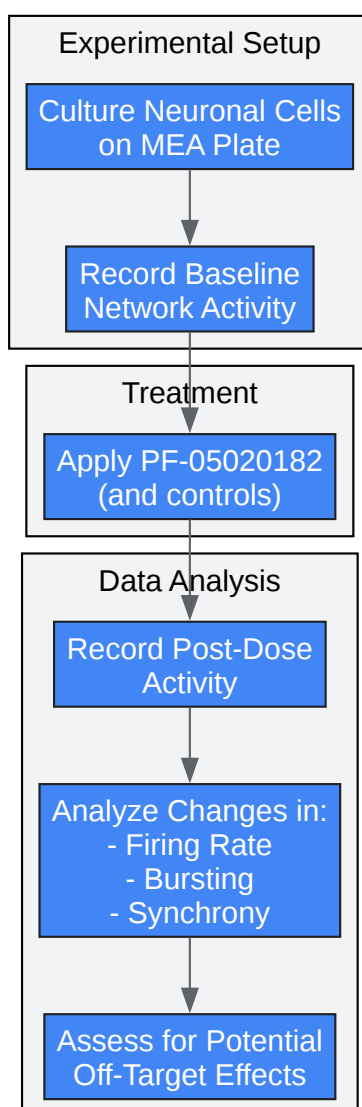 Experimental Setup
Culture Neuronal Cells
on MEA Plate
Record Baseline
Network Activity
Treatment
Apply PF-05020182
(and controls)
Data Analysis
Record Post-Dose
Activity
Analyze Changes in:
- Firing Rate
- Bursting
- Synchrony
Assess for Potential
Off-Target Effects